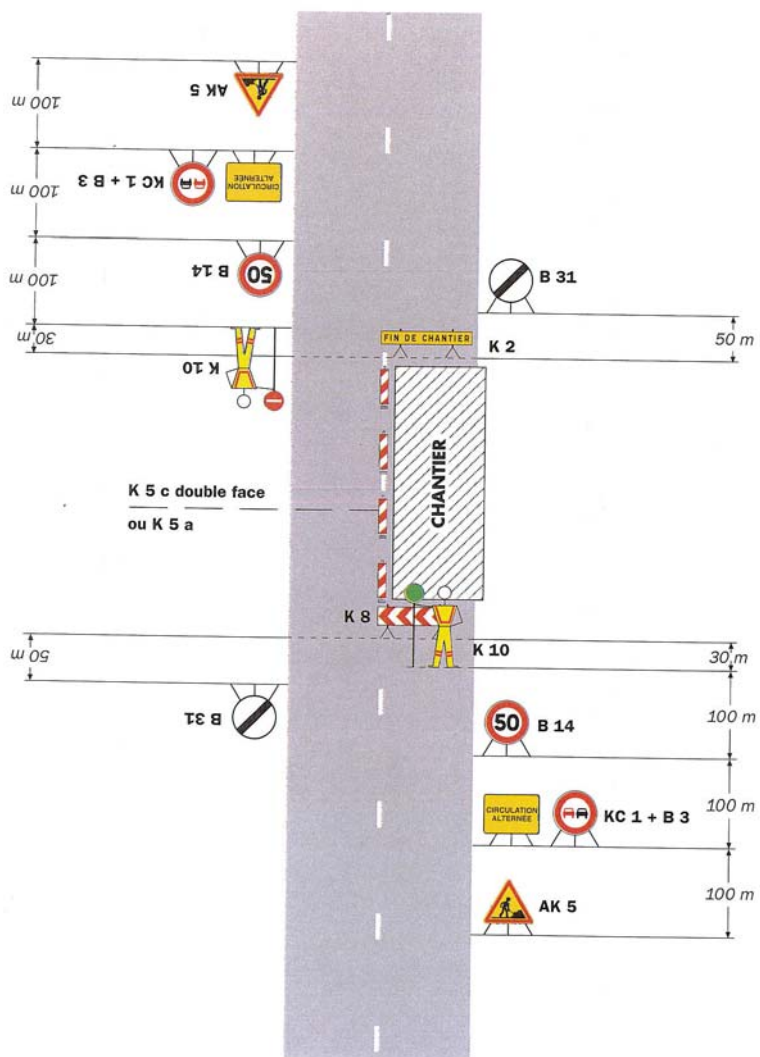 100 m
AK 5
100 m
KC 1 + B 3
CIRCULATION
ALTERNÉE
100 m
B 14
50
30 m
K 10
B 31
50 m
FIN DE CHANTIER
K 2
CHANTIER
K 5 c double face
ou K 5 a
K 8
K 10
30 m
50 m
B 31
100 m
50
B 14
100 m
CIRCULATION
ALTERNÉE
KC 1 + B 3
100 m
AK 5